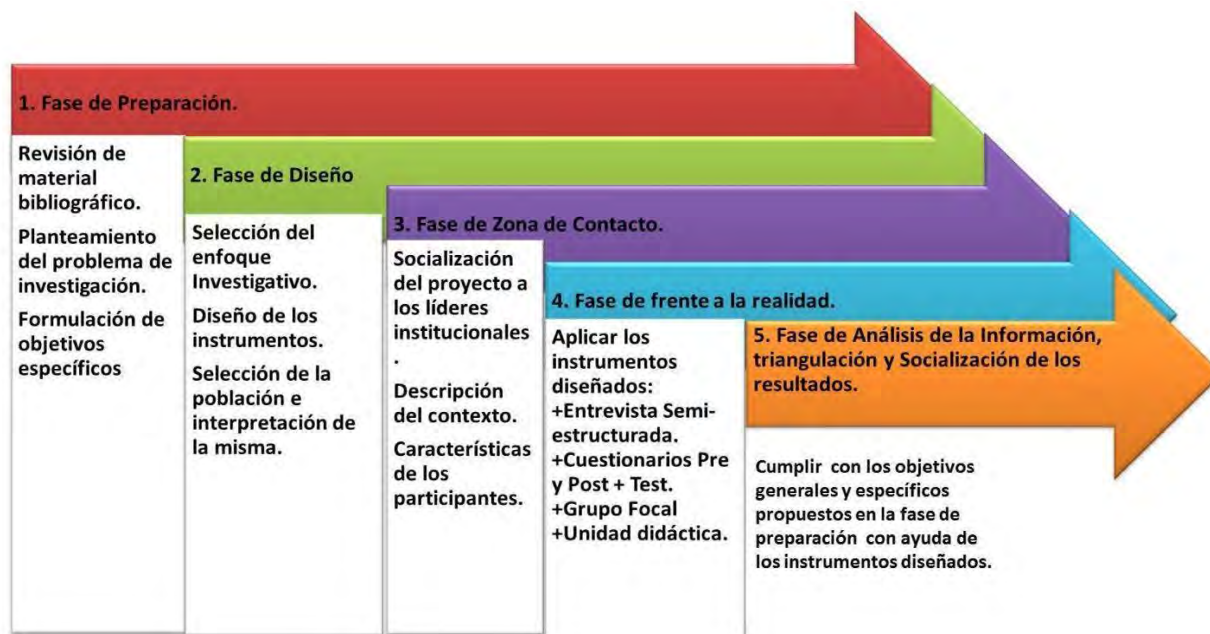 1. Fase de Preparación.
Revisión de
material
bibliográfico.
Planteamiento
del problema de
investigación.
Formulación de
objetivos
específicos
2. Fase de Diseño
Selección del
enfoque
Investigativo.
Diseño de los
instrumentos.
Selección de la
población e
interpretación de
la misma.
3. Fase de Zona de Contacto.
Socialización
del proyecto a
los líderes
institucionales
.
Descripción
del contexto.
Características
de los
participantes.
4. Fase de frente a la realidad.
Aplicar los
instrumentos
diseñados:
+Entrevista Semi-
estructurada.
+Cuestionarios Pre
y Post + Test.
+Grupo Focal
+Unidad didáctica.
5. Fase de Análisis de la Información,
triangulación y Socialización de los
resultados.
Cumplir con los objetivos
generales y específicos
propuestos en la fase de
preparación con ayuda de
los instrumentos diseñados.